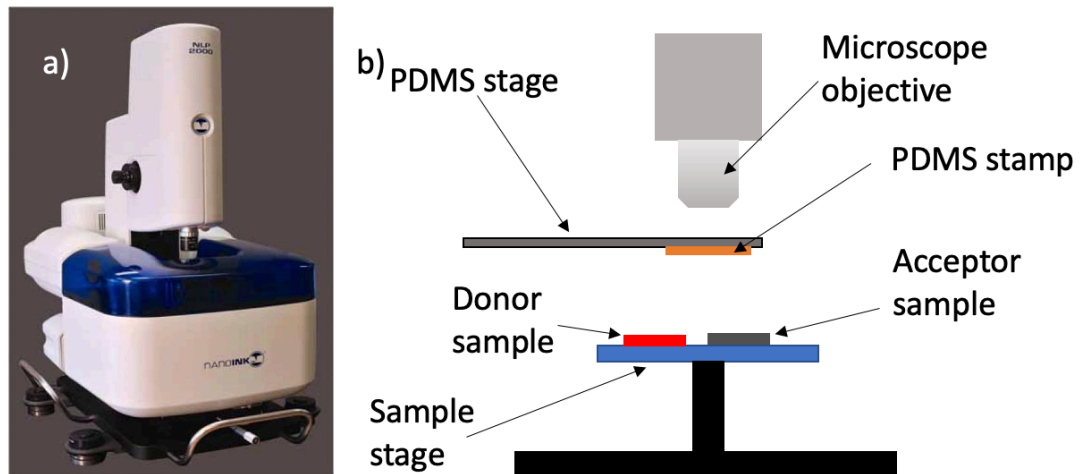 a)
NLP
2000
nanoINK
b)
PDMS stage
Microscope
objective
PDMS stamp
Acceptor
sample
Donor
sample
Sample
stage